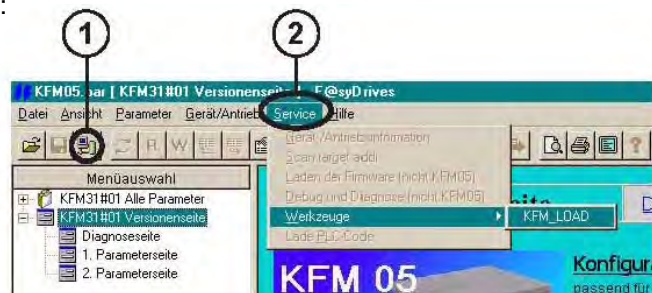 :
1
2
KFM05.par [ KFM31#01 Versionenseite ] - E@syDrives
Datei Ansicht Parameter Gerät/Antrieb Service Hilfe
R W
Menüauswahl
KFM31#01 Alle Parameter
KFM31#01 Versionenseite
Diagnoseseite
1. Parameterseite
2. Parameterseite
Gerät-/Antriebsinformation
Scan target addr
Laden der Firmware (nicht KFM05)
Debug und Diagnose (nicht KFM05)
Werkzeuge
KFM_LOAD
Lade PLC-Code
KFM 05
eite
Konfigura
passend für